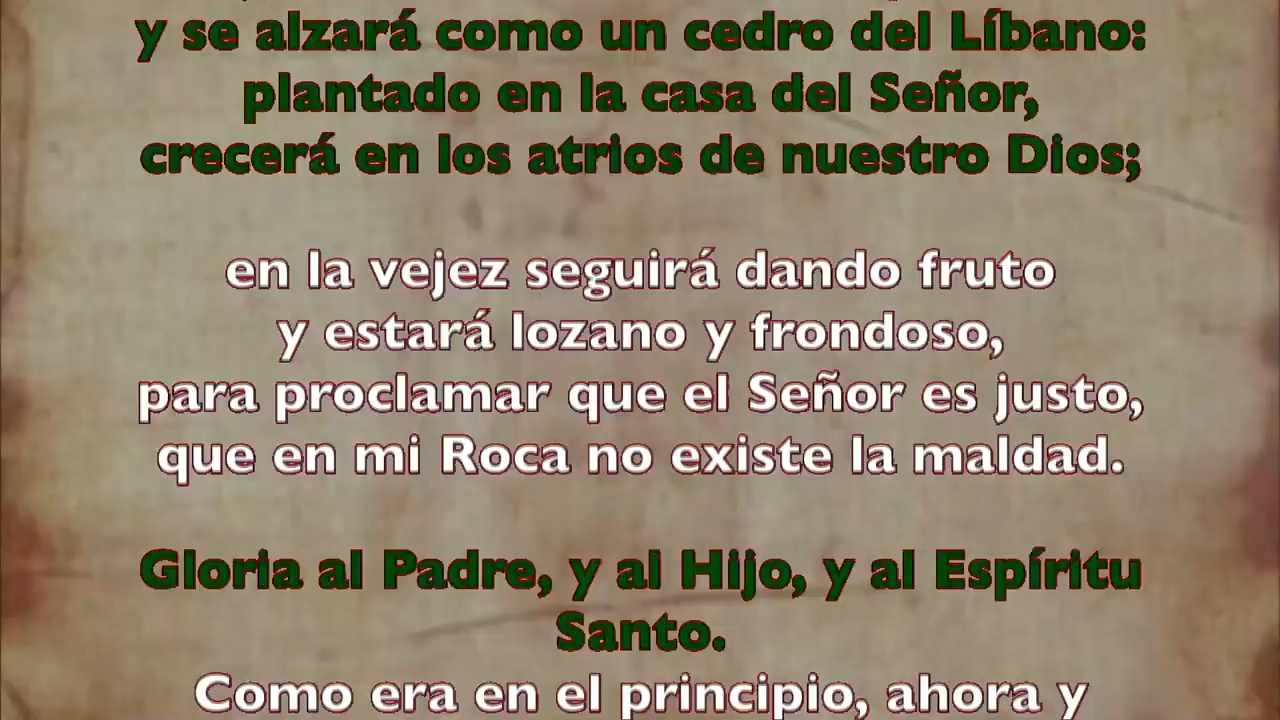 y se alzará como un cedro del Líbano:
plantado en la casa del Señor,
crecerá en los atrios de nuestro Dios;
en la vejez seguirá dando fruto
y estará lozano y frondoso,
para proclamar que el Señor es justo,
que en mi Roca no existe la maldad.
Gloria al Padre, y al Hijo, y al Espíritu
Santo.
Como era en el principio, ahora y